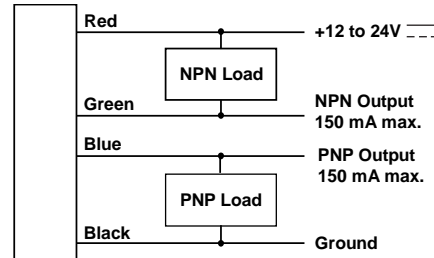 Red
+12 to 24V
NPN Load
Green
NPN Output
150 mA max.
Blue
PNP Output
150 mA max.
PNP Load
Black
Ground